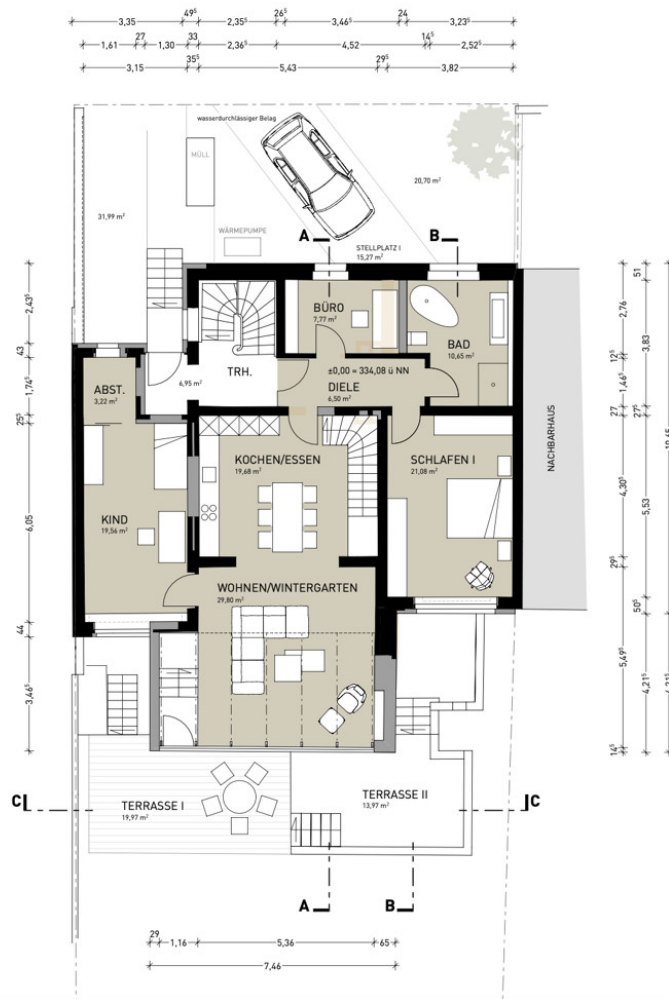 3,35 49⁵ 2,35⁵ 26⁵ 3,46⁵ 24 3,23⁵
1,61 27 1,30 33 2,36⁵ 4,52 14⁵ 2,52⁵
3,15 35⁵ 5,43 29⁵ 3,82
wasserdurchlässiger Belag
MÜLL
20,70 m²
31,99 m²
WÄRMEPUMPE
A
B
STELLPLATZ I
15,27 m²
BÜRO
7,77 m²
BAD
10,65 m²
TRH.
6,95 m²
±0,00 = 334,08 ü NN
DIELE
6,50 m²
ABST.
3,22 m²
KOCHEN/ESSEN
19,68 m²
SCHLAFEN I
21,08 m²
NACHBARHAUS
KIND
19,56 m²
WOHNEN/WINTERGARTEN
29,80 m²
C
TERRASSE I
19,97 m²
TERRASSE II
13,97 m²
C
A
B
2,43⁵
43
1,74⁵
25⁵
6,05
44
3,46⁵
2,76
12⁵
1,46⁵
27
4,30⁵
29⁵
5,49⁵
14⁵
51
3,83
27⁵
5,53
50⁵
4,21⁵
29 1,16 5,36 65
7,46